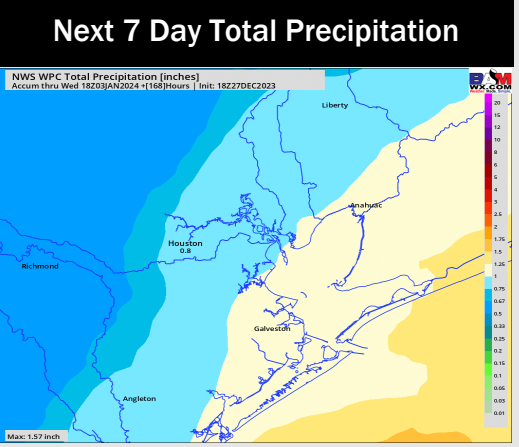 Next 7 Day Total Precipitation
NWS WPC Total Precipitation [inches]
Accum thru Wed 18Z03JAN2024 +[168]Hours | Init: 18Z27DEC2023
BAM
WX.COM
Liberty
Anahuac
Houston
0.8
Richmond
Galveston
Angleton
20
15
12
10
8
6
5
4
3
2.5
2
1.75
1.5
1.25
1
0.75
0.67
0.5
0.33
0.25
0.2
0.15
0.1
0.05
0.03
0.01
Max: 1.57 inch